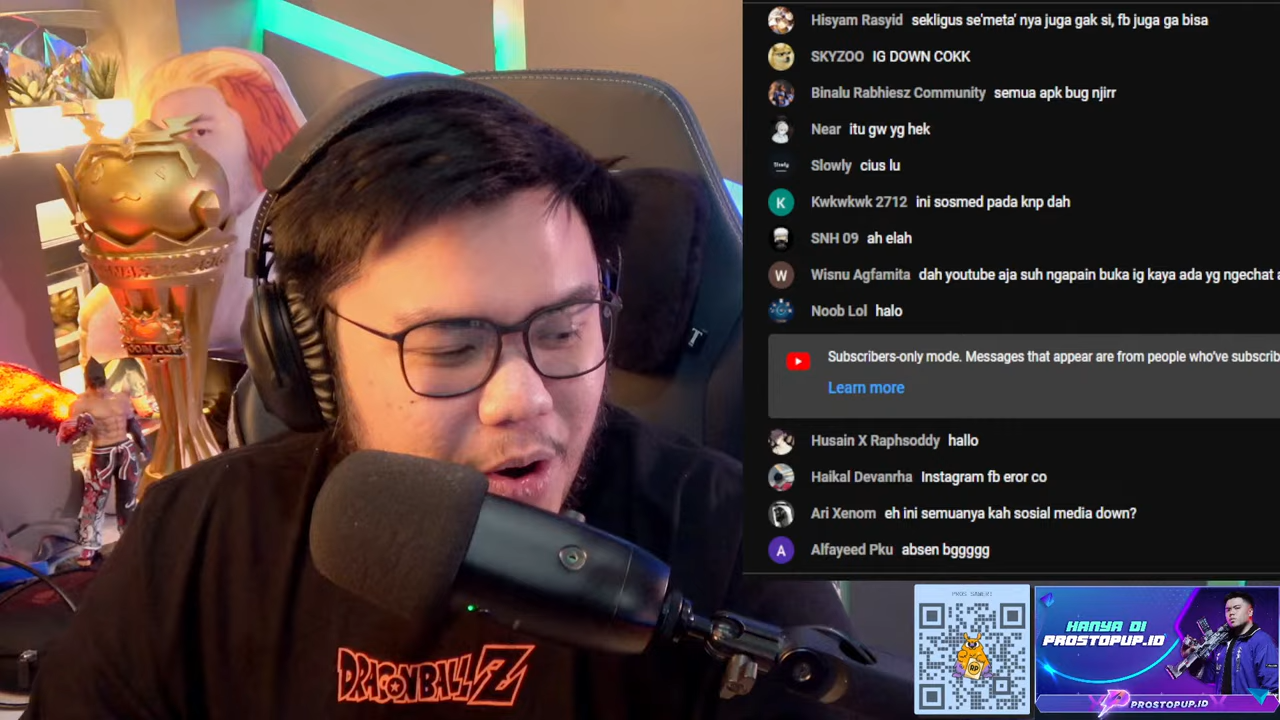 Hisyam Rasyid sekligus se'meta' nya juga gak si, fb juga ga bisa
SKYZOO IG DOWN COKK
Binalu Rabhiesz Community semua apk bug njirr
Near itu gw yg hek
Slowly cius lu
K Kwkwkwk 2712 ini sosmed pada knp dah
SNH 09 ah elah
W Wisnu Agfamita dah youtube aja suh ngapain buka ig kaya ada yg ngechat
Noob Lol halo
Subscribers-only mode. Messages that appear are from people who've
Learn more
Husain X Raphsoddy hallo
Haikal Devanrha Instagram fb eror co
Ari Xenom eh ini semuanya kah sosial media down?
A Alfayeed Pku absen bggggg
DRAGONBALL Z
HANYA DI
PROSTOPUP.ID
PROSTOPUP.ID